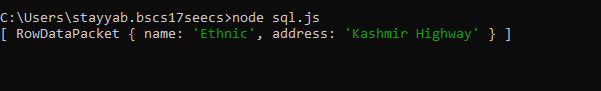 C:\Users\stayyab.bscs17seecs>node sql.js
[ RowDataPacket { name: 'Ethnic', address: 'Kashmir Highway' } ]